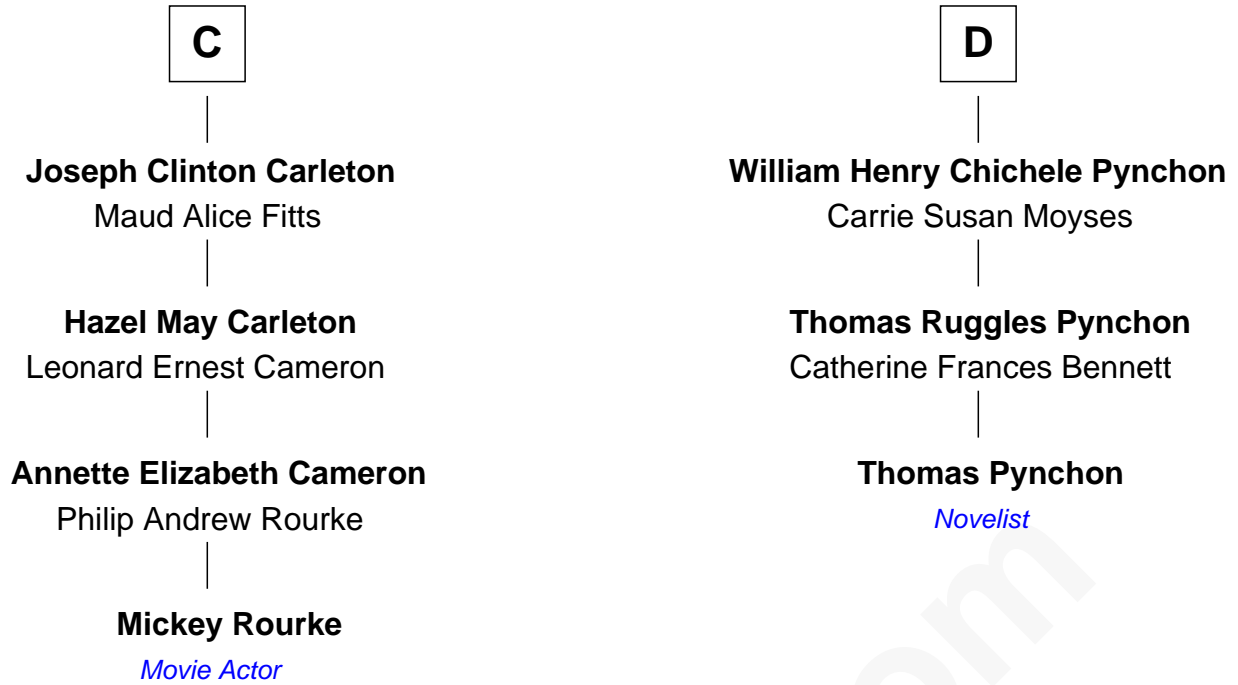 C
Joseph Clinton Carleton
Maud Alice Fitts
Hazel May Carleton
Leonard Ernest Cameron
Annette Elizabeth Cameron
Philip Andrew Rourke
Mickey Rourke
Movie Actor
D
William Henry Chichele Pynchon
Carrie Susan Moyses
Thomas Ruggles Pynchon
Catherine Frances Bennett
Thomas Pynchon
Novelist
om